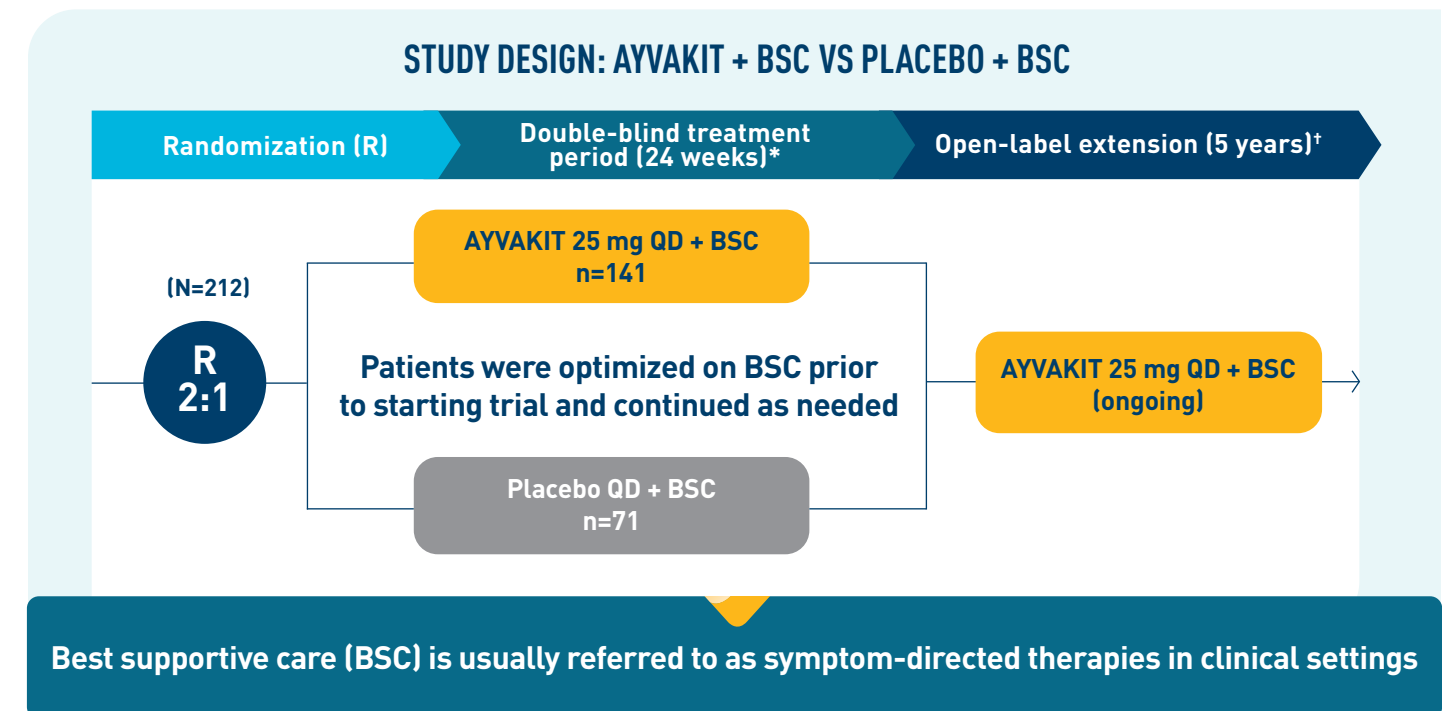 STUDY DESIGN: AYVAKIT + BSC VS PLACEBO + BSC
Randomization (R)
Double-blind treatment
period (24 weeks)*
Open-label extension (5 years)†
(N=212)
R
2:1
AYVAKIT 25 mg QD + BSC
n=141
Patients were optimized on BSC prior
to starting trial and continued as needed
Placebo QD + BSC
n=71
AYVAKIT 25 mg QD + BSC
(ongoing)
Best supportive care (BSC) is usually referred to as symptom-directed therapies in clinical settings